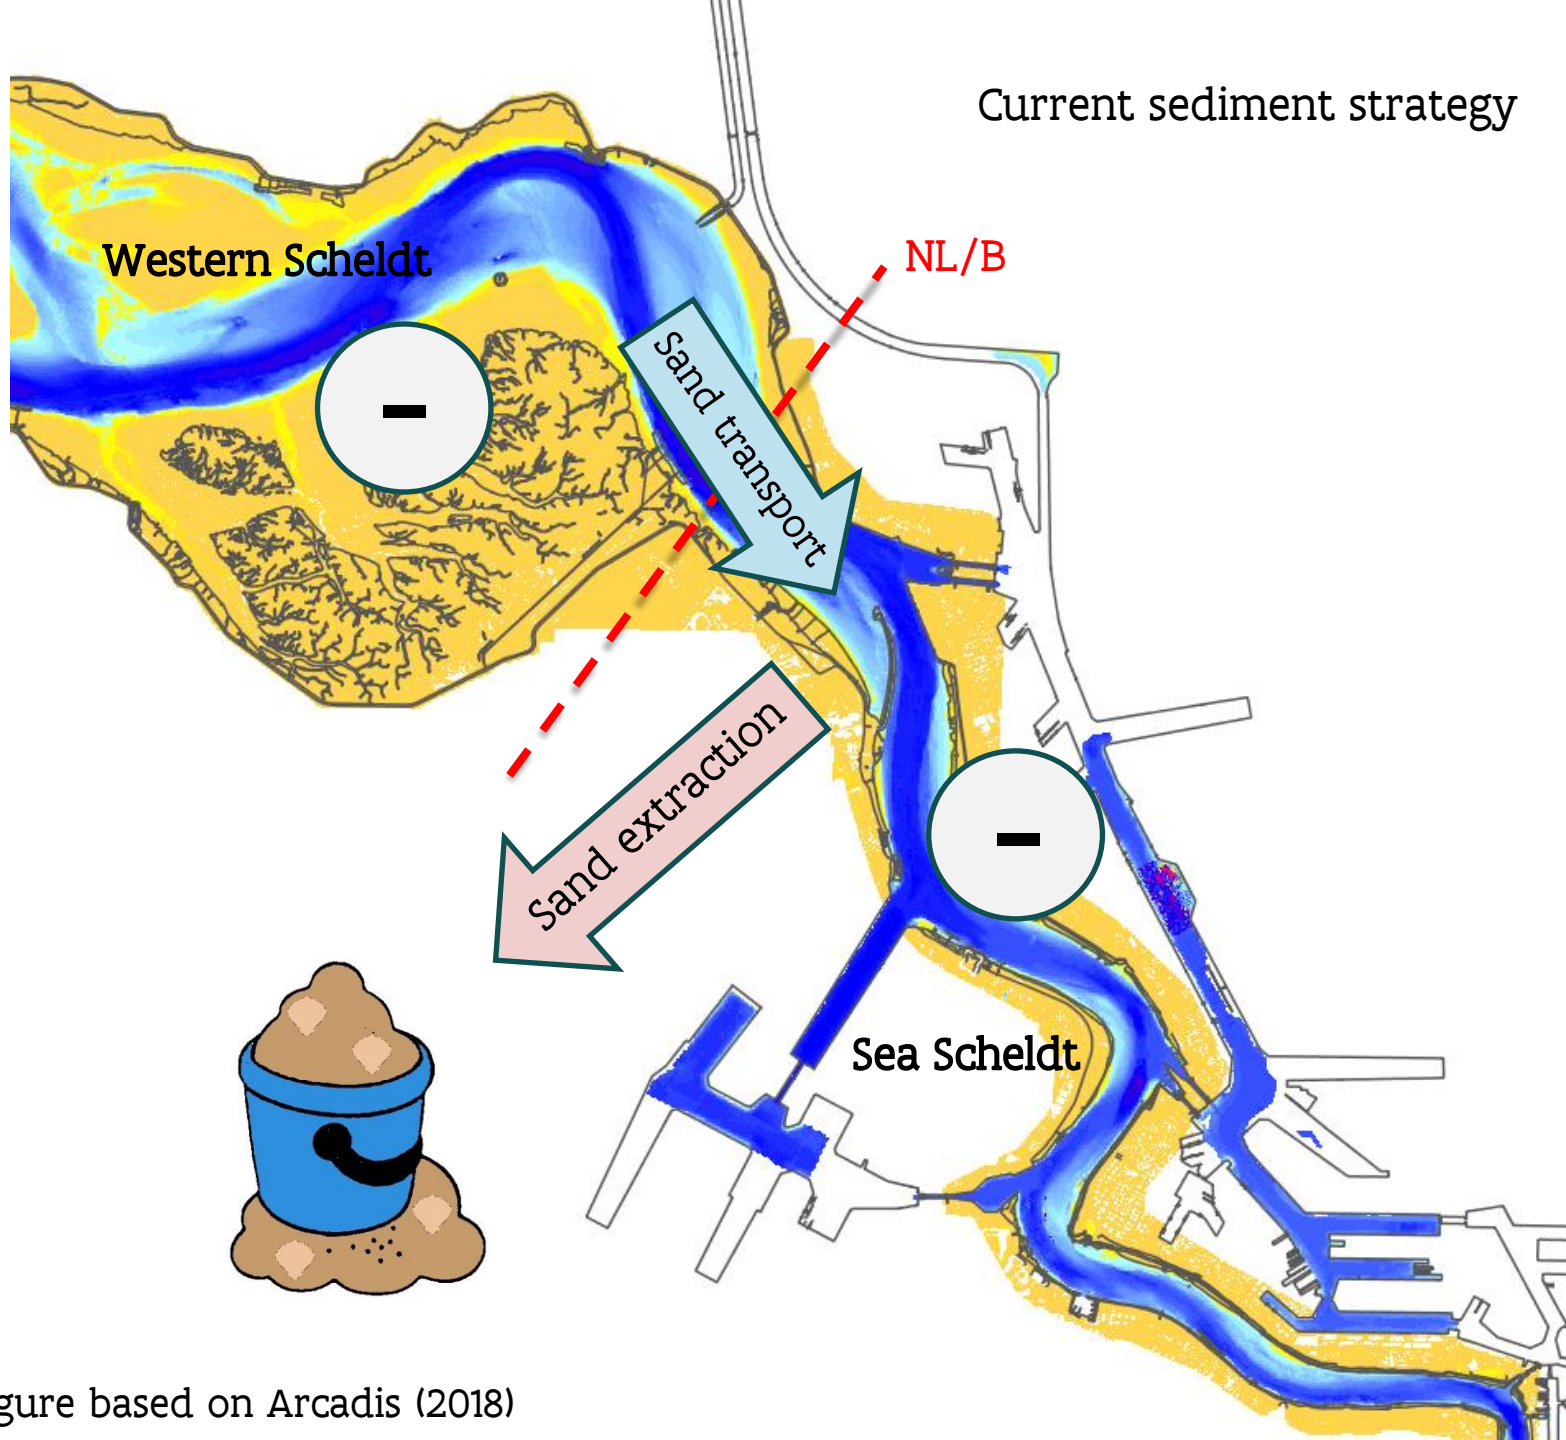 Current sediment strategy
NL/B
Western Scheldt
-
Sand transport
Sand extraction
-
Sea Scheldt
gure based on Arcadis (2018)